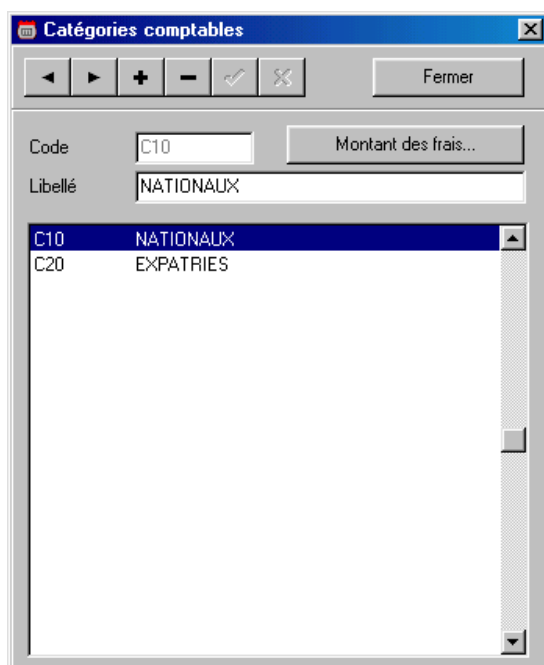 Catégories comptables
Fermer
Code C10 Montant des frais...
Libellé NATIONAUX
C10 NATIONAUX
C20 EXPATRIES